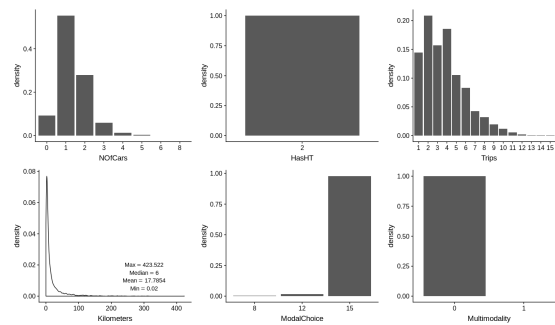 density
0.4
0.2
0.0
0 1 2 3 4 5 6 8
NOfCars
density
1.00
0.75
0.50
0.25
0.00
2
HasHT
density
0.20
0.15
0.10
0.05
0.00
1 2 3 4 5 6 7 8 9 10 11 12 13 14 15
Trips
density
0.08
0.06
0.04
0.02
0.00
Max = 423.522
Median = 6
Mean = 17.7854
Min = 0.02
0 100 200 300 400
Kilometers
density
1.00
0.75
0.50
0.25
0.00
8 12 15
ModalChoice
density
1.00
0.75
0.50
0.25
0.00
0 1
Multimodality